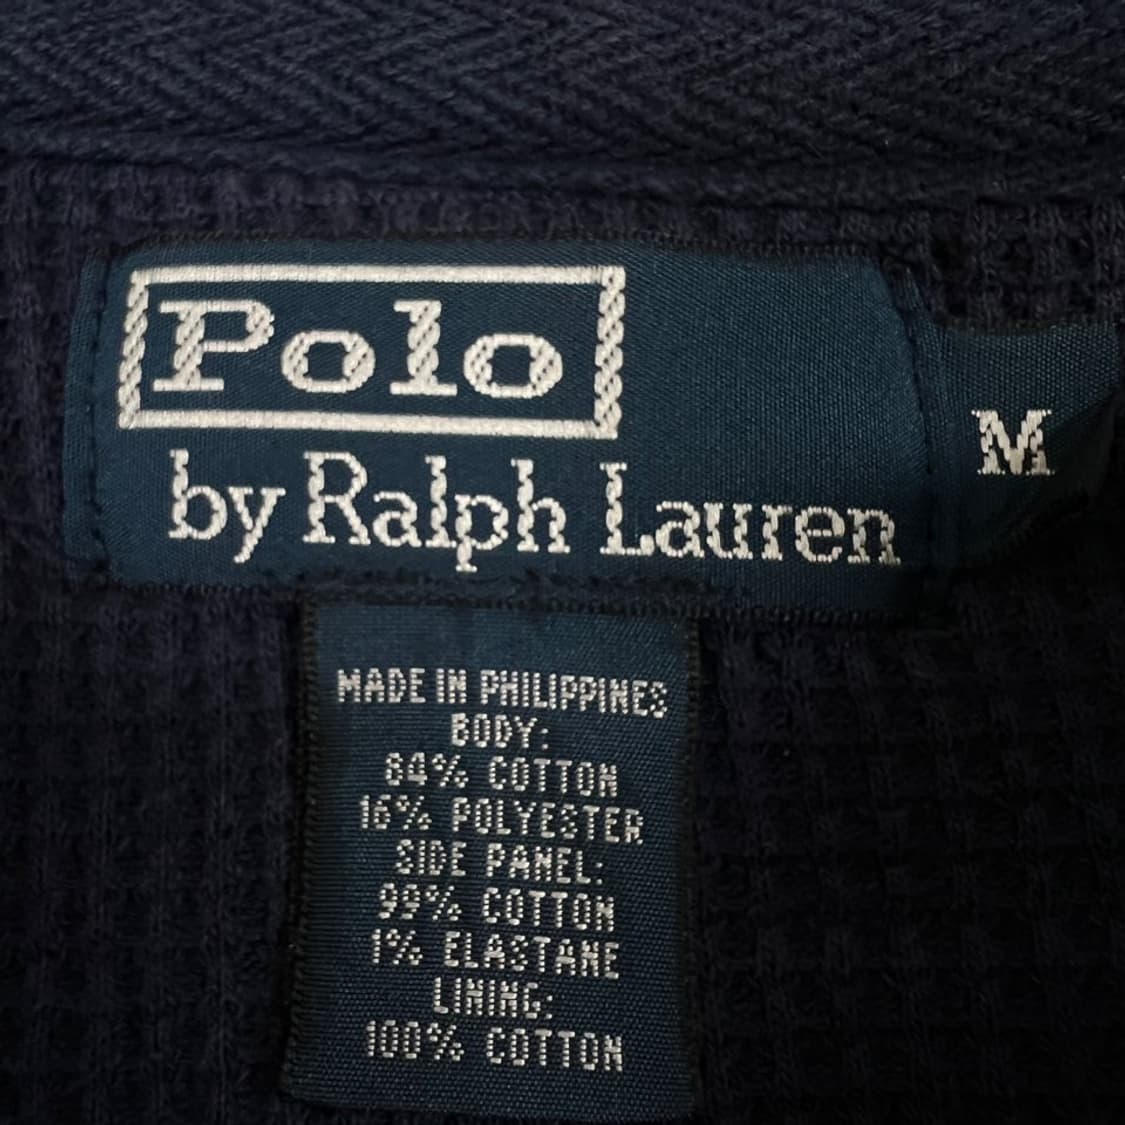 Polo
by Ralph Lauren
M
MADE IN PHILIPPINES
BODY:
84% COTTON
16% POLYESTER
SIDE PANEL:
99% COTTON
1% ELASTANE
LINING:
100% COTTON